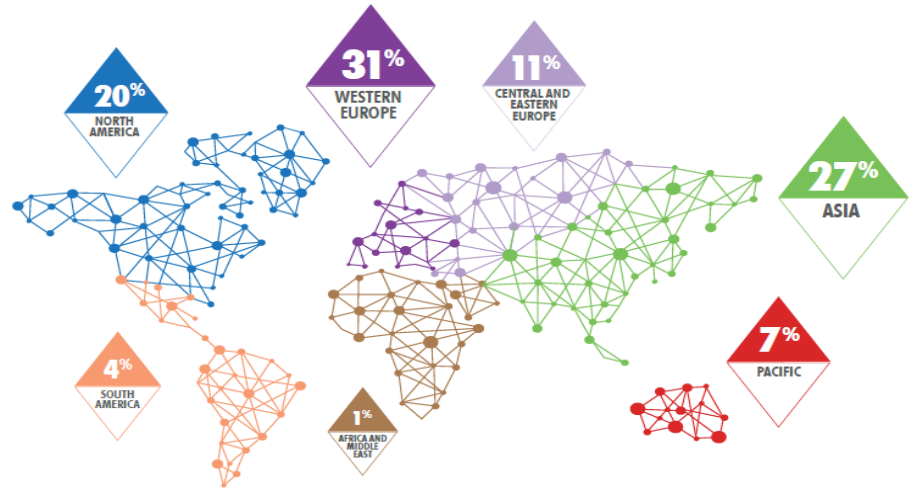 20%
NORTH
AMERICA
31%
WESTERN
EUROPE
11%
CENTRAL AND
EASTERN
EUROPE
27%
ASIA
4%
SOUTH
AMERICA
1%
AFRICA AND
MIDDLE
EAST
7%
PACIFIC